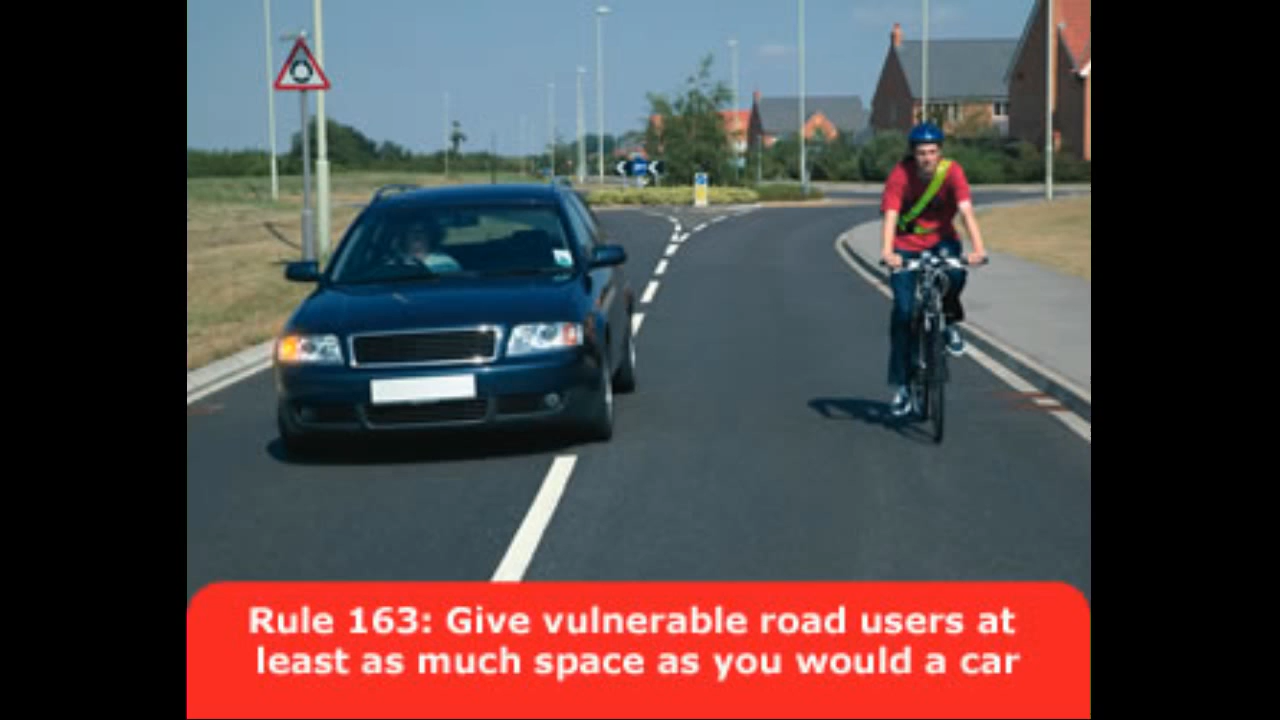 Rule 163: Give vulnerable road users at
least as much space as you would a car